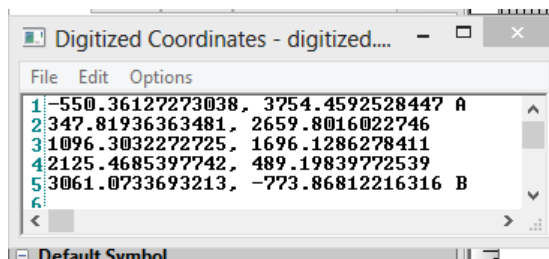 Digitized Coordinates - digitized....
File Edit Options
1 -550.36127273038, 3754.4592528447 A
2 347.81936363481, 2659.8016022746
3 1096.3032272725, 1696.1286278411
4 2125.4685397742, 489.19839772539
5 3061.0733693213, -773.86812216316 B
6
Default Symbol